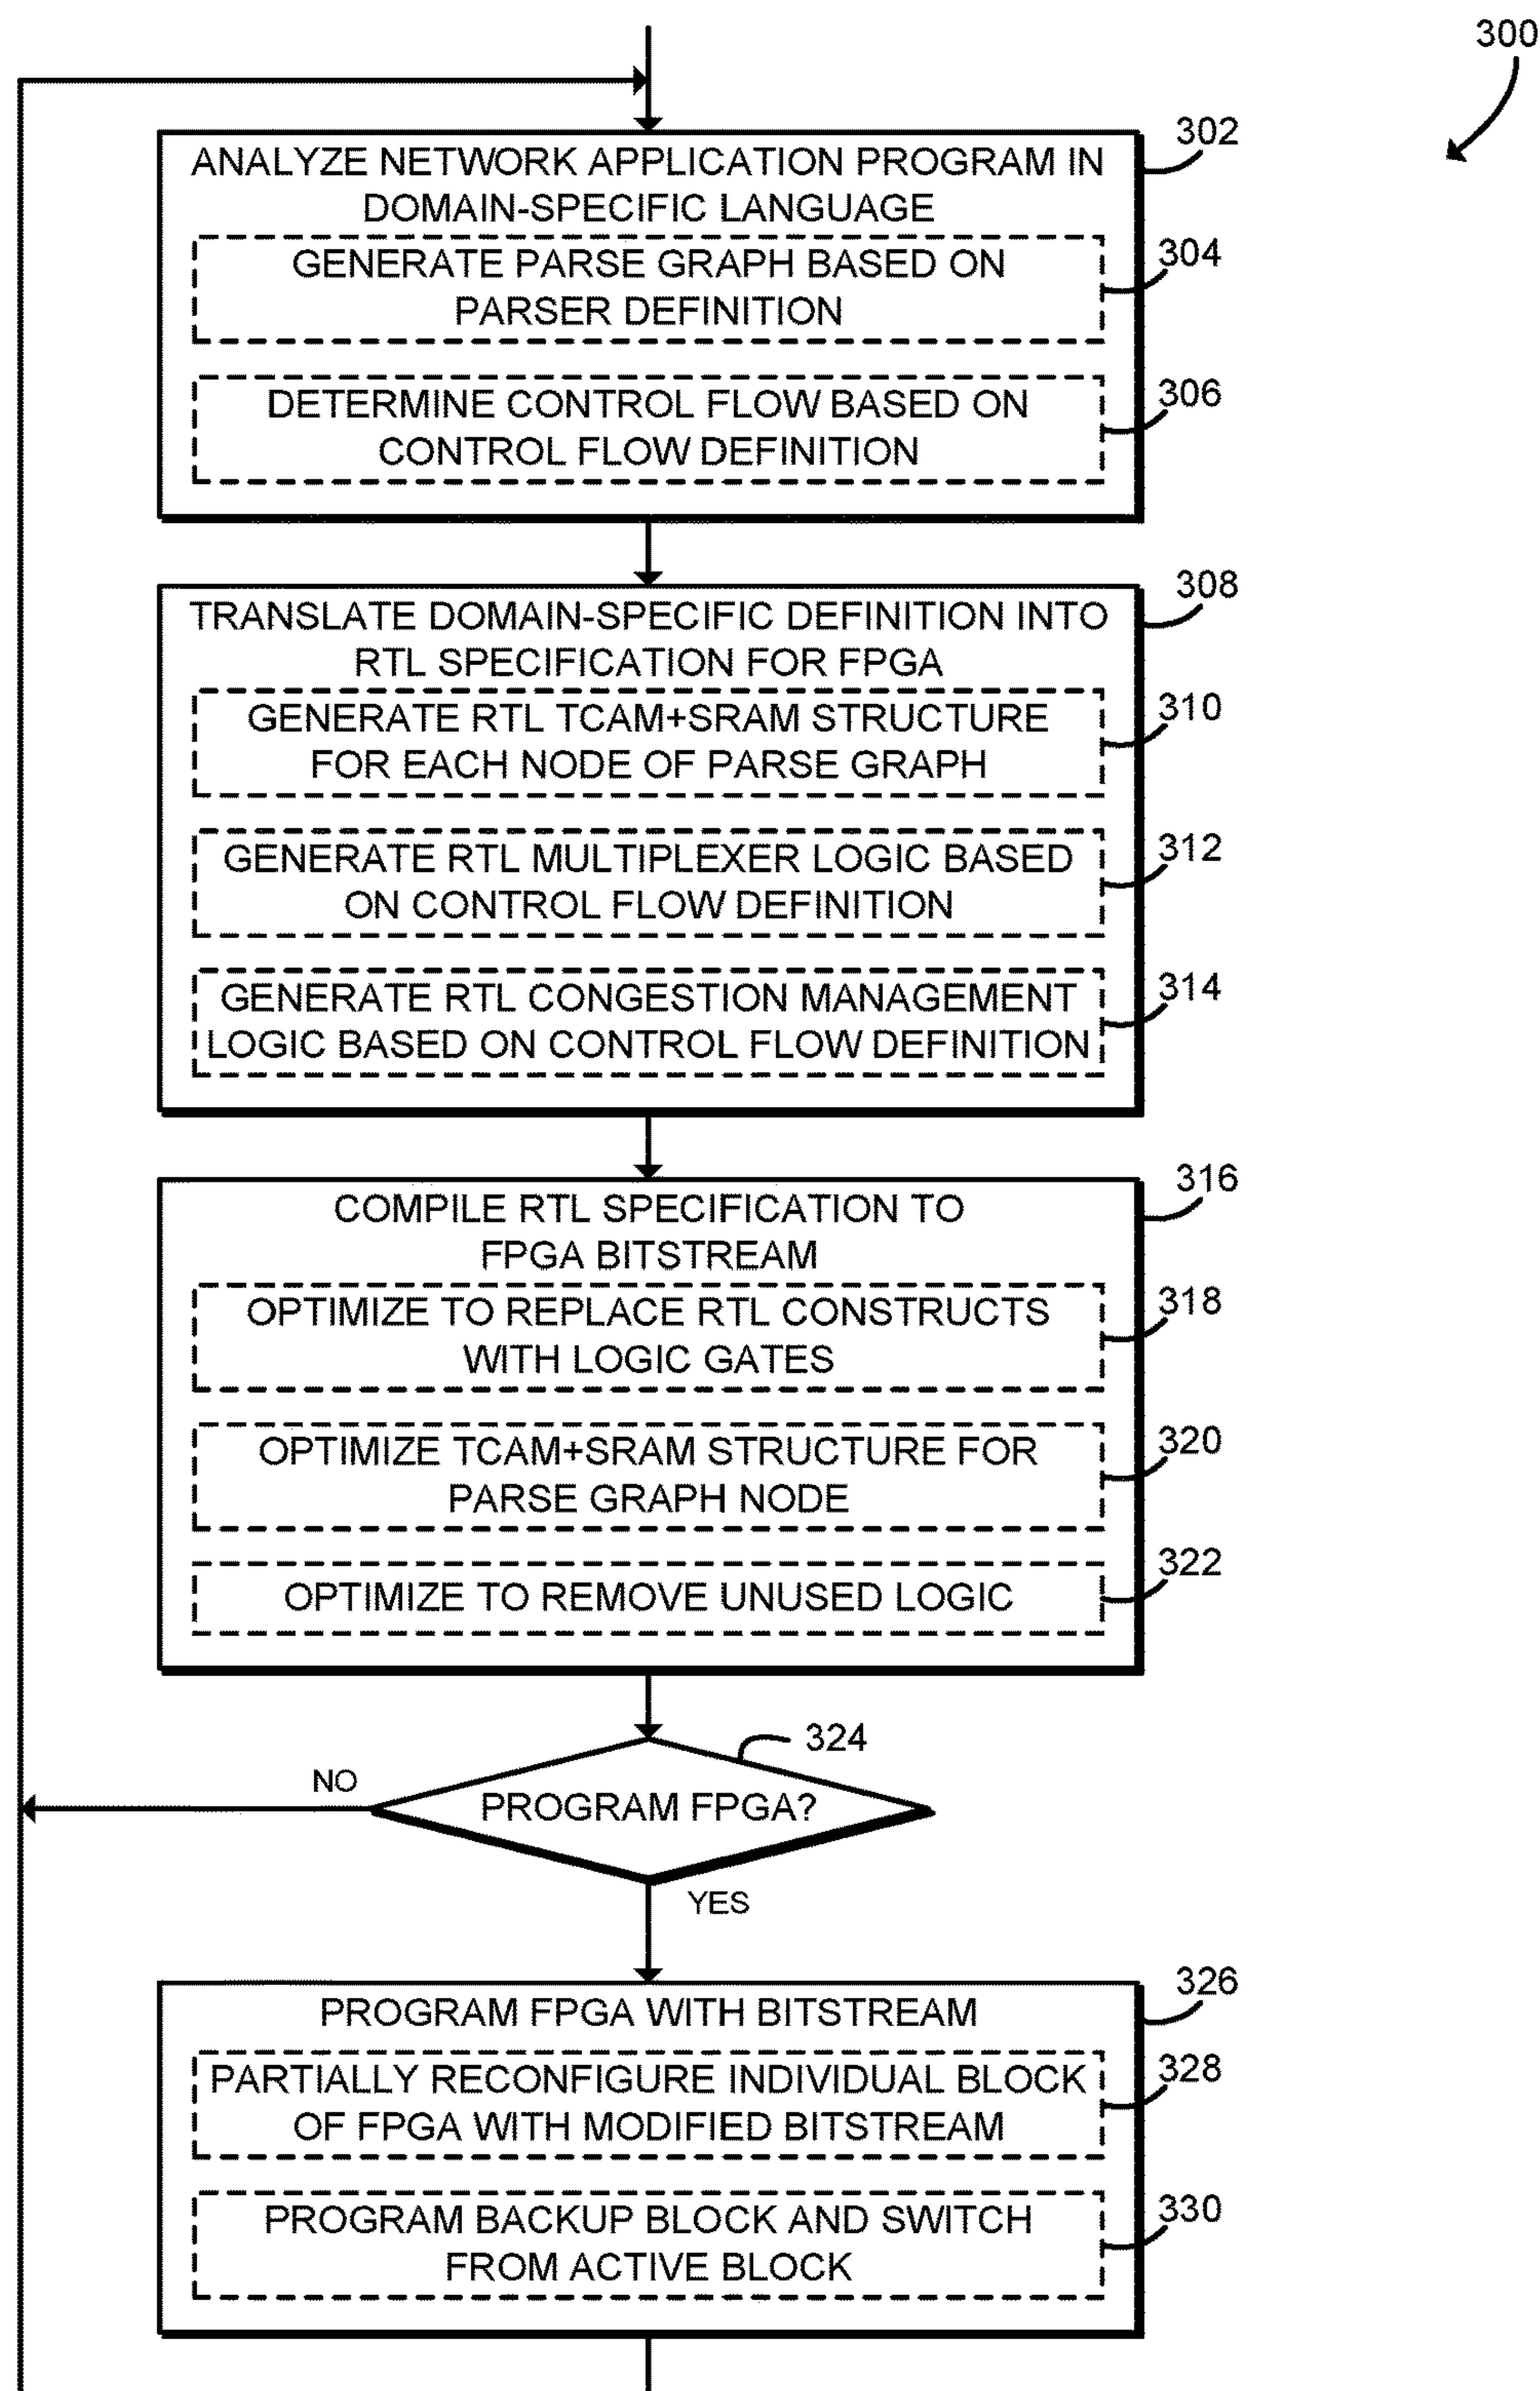 300
302
ANALYZE NETWORK APPLICATION PROGRAM IN
DOMAIN-SPECIFIC LANGUAGE
304
GENERATE PARSE GRAPH BASED ON
PARSER DEFINITION
306
DETERMINE CONTROL FLOW BASED ON
CONTROL FLOW DEFINITION
308
TRANSLATE DOMAIN-SPECIFIC DEFINITION INTO
RTL SPECIFICATION FOR FPGA
310
GENERATE RTL TCAM+SRAM STRUCTURE
FOR EACH NODE OF PARSE GRAPH
312
GENERATE RTL MULTIPLEXER LOGIC BASED
ON CONTROL FLOW DEFINITION
314
GENERATE RTL CONGESTION MANAGEMENT
LOGIC BASED ON CONTROL FLOW DEFINITION
316
COMPILE RTL SPECIFICATION TO
FPGA BITSTREAM
318
OPTIMIZE TO REPLACE RTL CONSTRUCTS
WITH LOGIC GATES
320
OPTIMIZE TCAM+SRAM STRUCTURE FOR
PARSE GRAPH NODE
322
OPTIMIZE TO REMOVE UNUSED LOGIC
324
NO
PROGRAM FPGA?
YES
326
PROGRAM FPGA WITH BITSTREAM
328
PARTIALLY RECONFIGURE INDIVIDUAL BLOCK
OF FPGA WITH MODIFIED BITSTREAM
330
PROGRAM BACKUP BLOCK AND SWITCH
FROM ACTIVE BLOCK